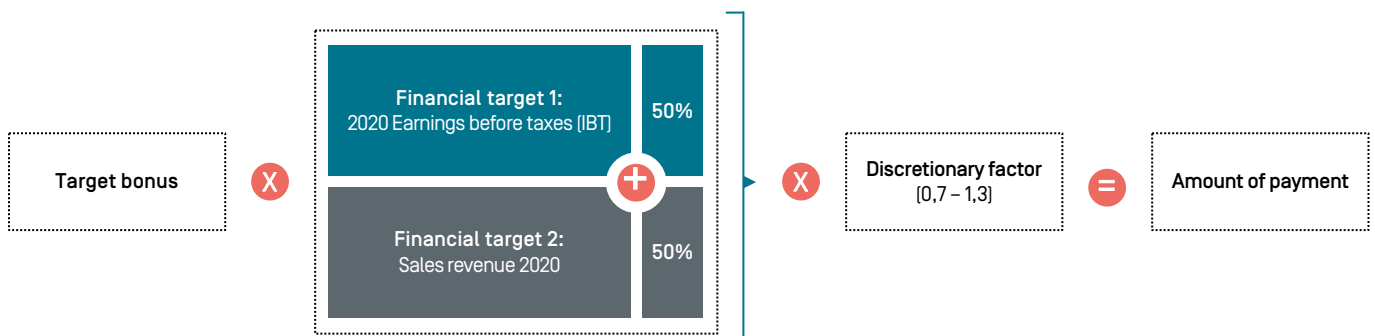 Target bonus
X
Financial target 1:
2020 Earnings before taxes (IBT)
50%
+
Financial target 2:
Sales revenue 2020
50%
X
Discretionary factor
(0,7 – 1,3)
=
Amount of payment